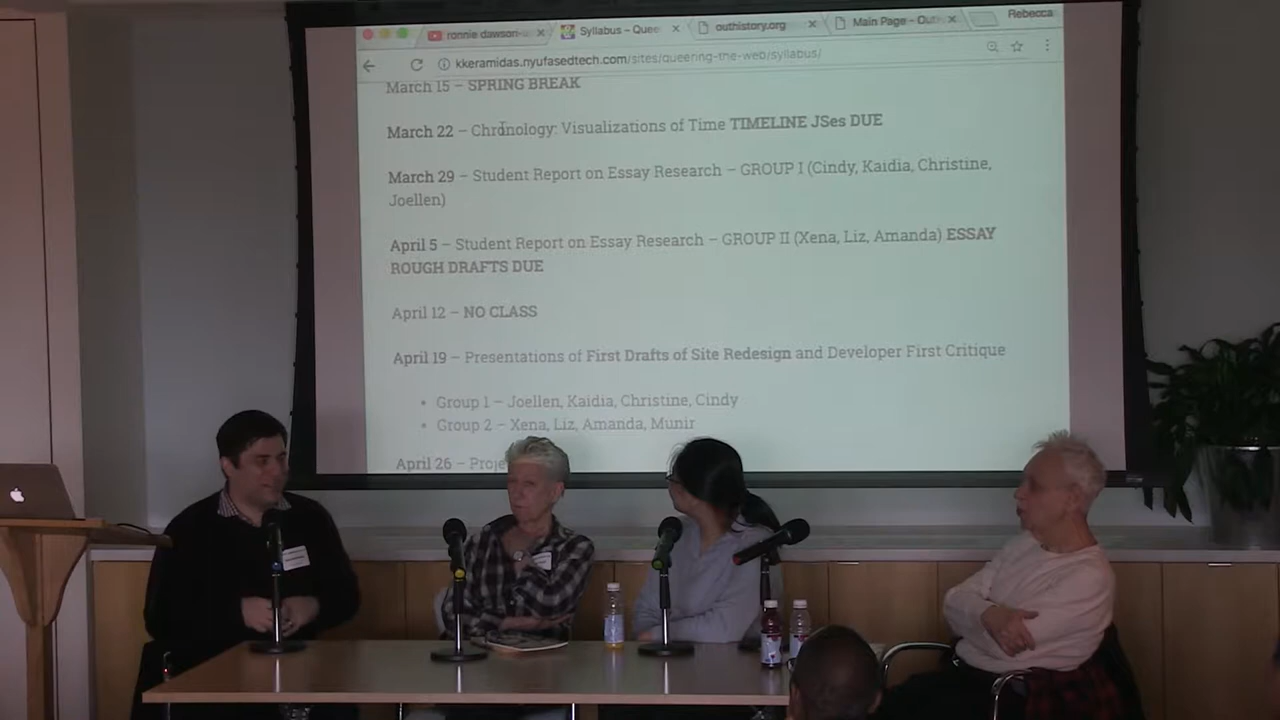 ronnie dawson-
Syllabus – Quee
outhistory.org
Main Page – Outh
Rebecca
kkeramidas.nyufasedtech.com/sites/queering-the-web/syllabus/
March 15 – SPRING BREAK
March 22 – Chronology: Visualizations of Time TIMELINE JSes DUE
March 29 – Student Report on Essay Research – GROUP I (Cindy, Kaidia, Christine,
Joellen)
April 5 – Student Report on Essay Research – GROUP II (Xena, Liz, Amanda) ESSAY
ROUGH DRAFTS DUE
April 12 – NO CLASS
April 19 – Presentations of First Drafts of Site Redesign and Developer First Critique
• Group 1 – Joellen, Kaidia, Christine, Cindy
• Group 2 – Xena, Liz, Amanda, Munir
April 26 – Proje